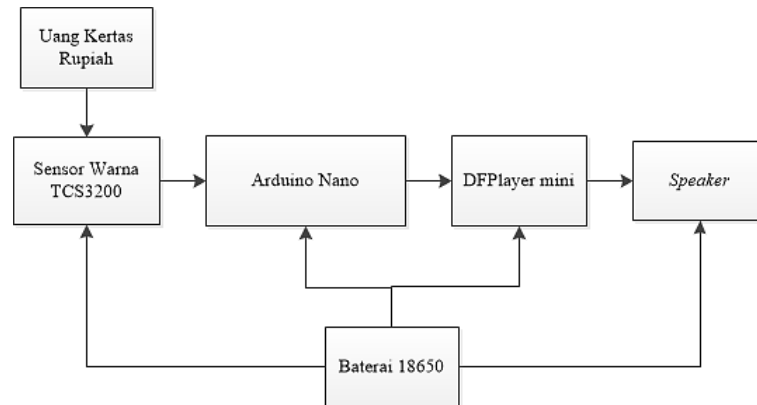 Uang Kertas
Rupiah
Sensor Warna
TCS3200
Arduino Nano
DFPlayer mini
Speaker
Baterai 18650